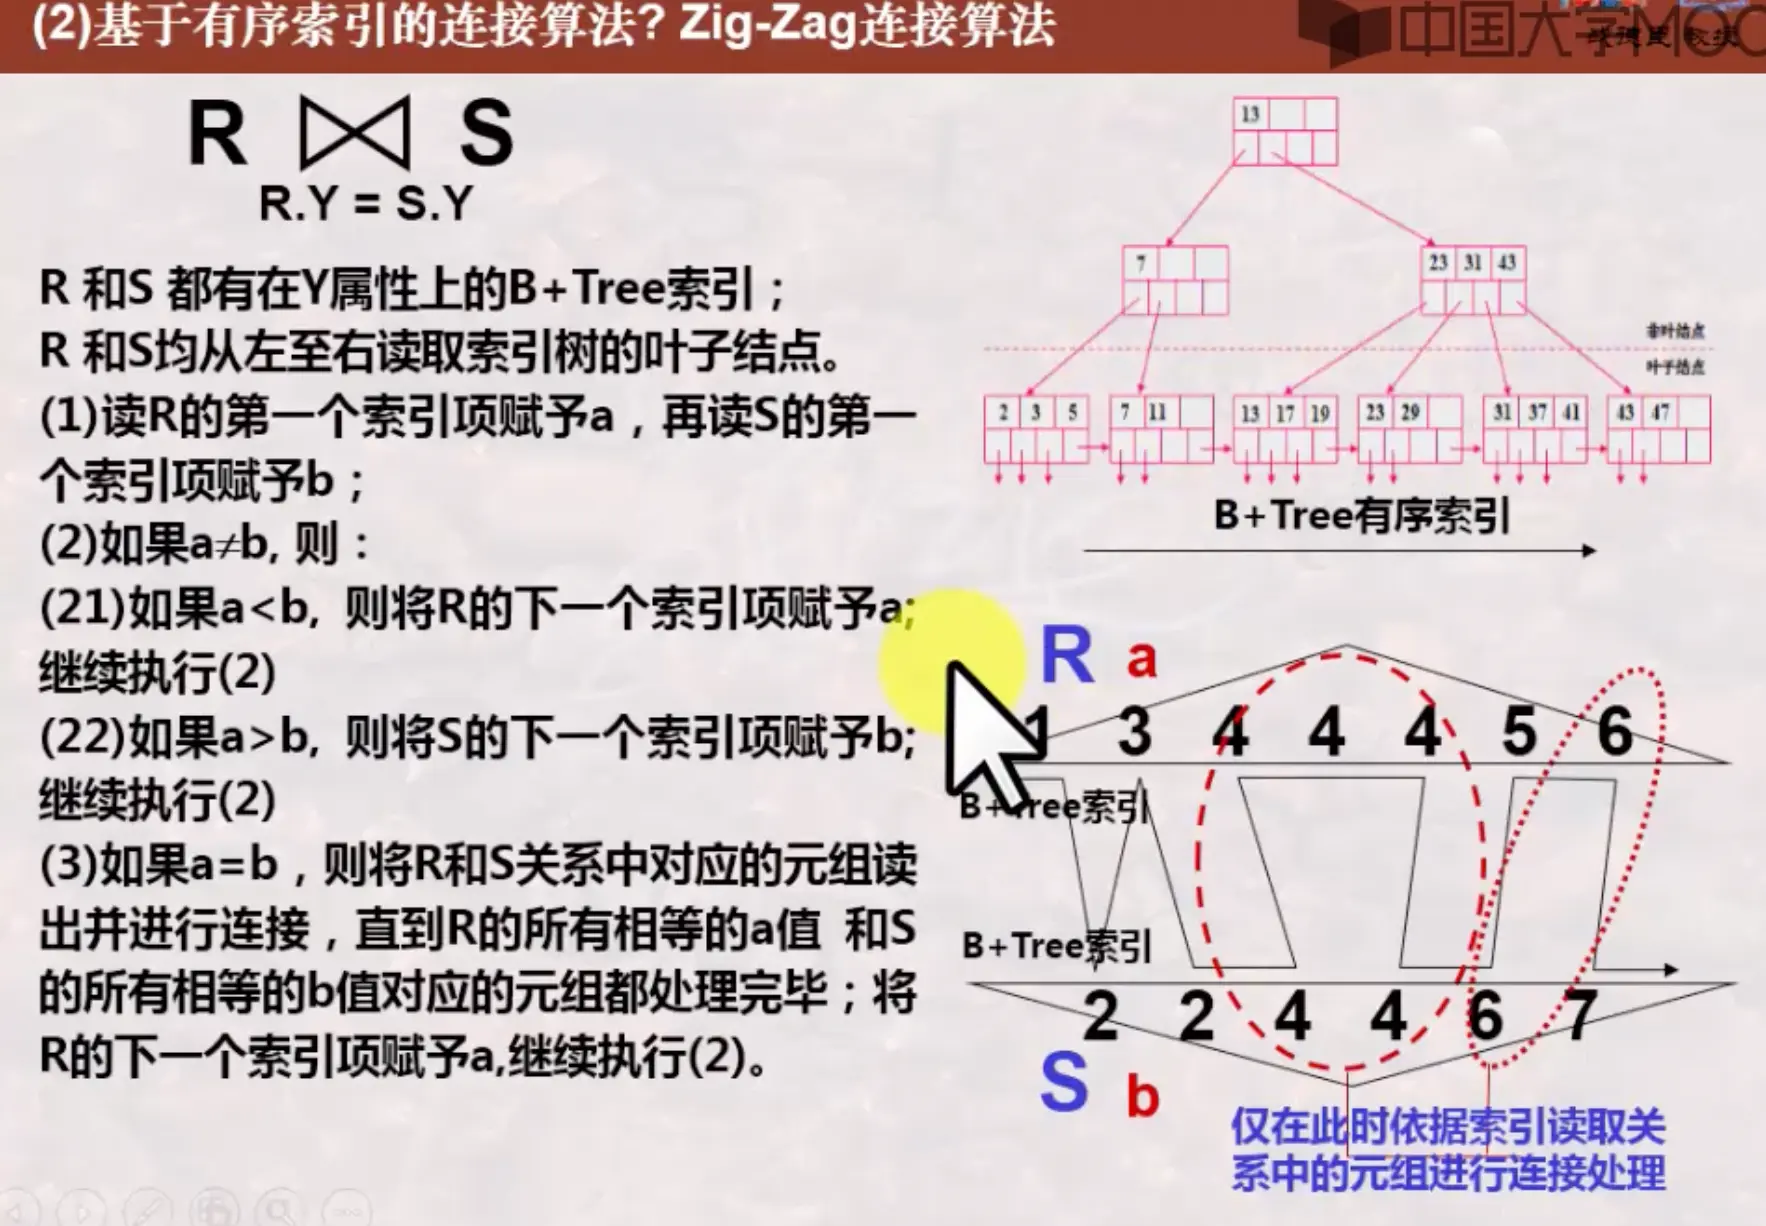 (2)基于有序索引的连接算法? Zig-Zag连接算法
中国大学MOO
R ⋈ S
R.Y = S.Y
R 和S 都有在Y属性上的B+Tree索引；
R 和S均从左至右读取索引树的叶子结点。
(1)读R的第一个索引项赋予a，再读S的第一
个索引项赋予b；
(2)如果a≠b, 则：
(21)如果a<b, 则将R的下一个索引项赋予a;
继续执行(2)
(22)如果a>b, 则将S的下一个索引项赋予b;
继续执行(2)
(3)如果a=b，则将R和S关系中对应的元组读
出并进行连接，直到R的所有相等的a值 和S
的所有相等的b值对应的元组都处理完毕；将
R的下一个索引项赋予a,继续执行(2)。
13
7
23 31 43
非叶结点
叶子结点
2 3 5
7 11
13 17 19
23 29
31 37 41
43 47
B+Tree有序索引
R a
1 3 4 4 4 5 6
B+Tree索引
B+Tree索引
2 2 4 4 6 7
S b
仅在此时依据索引读取关
系中的元组进行连接处理